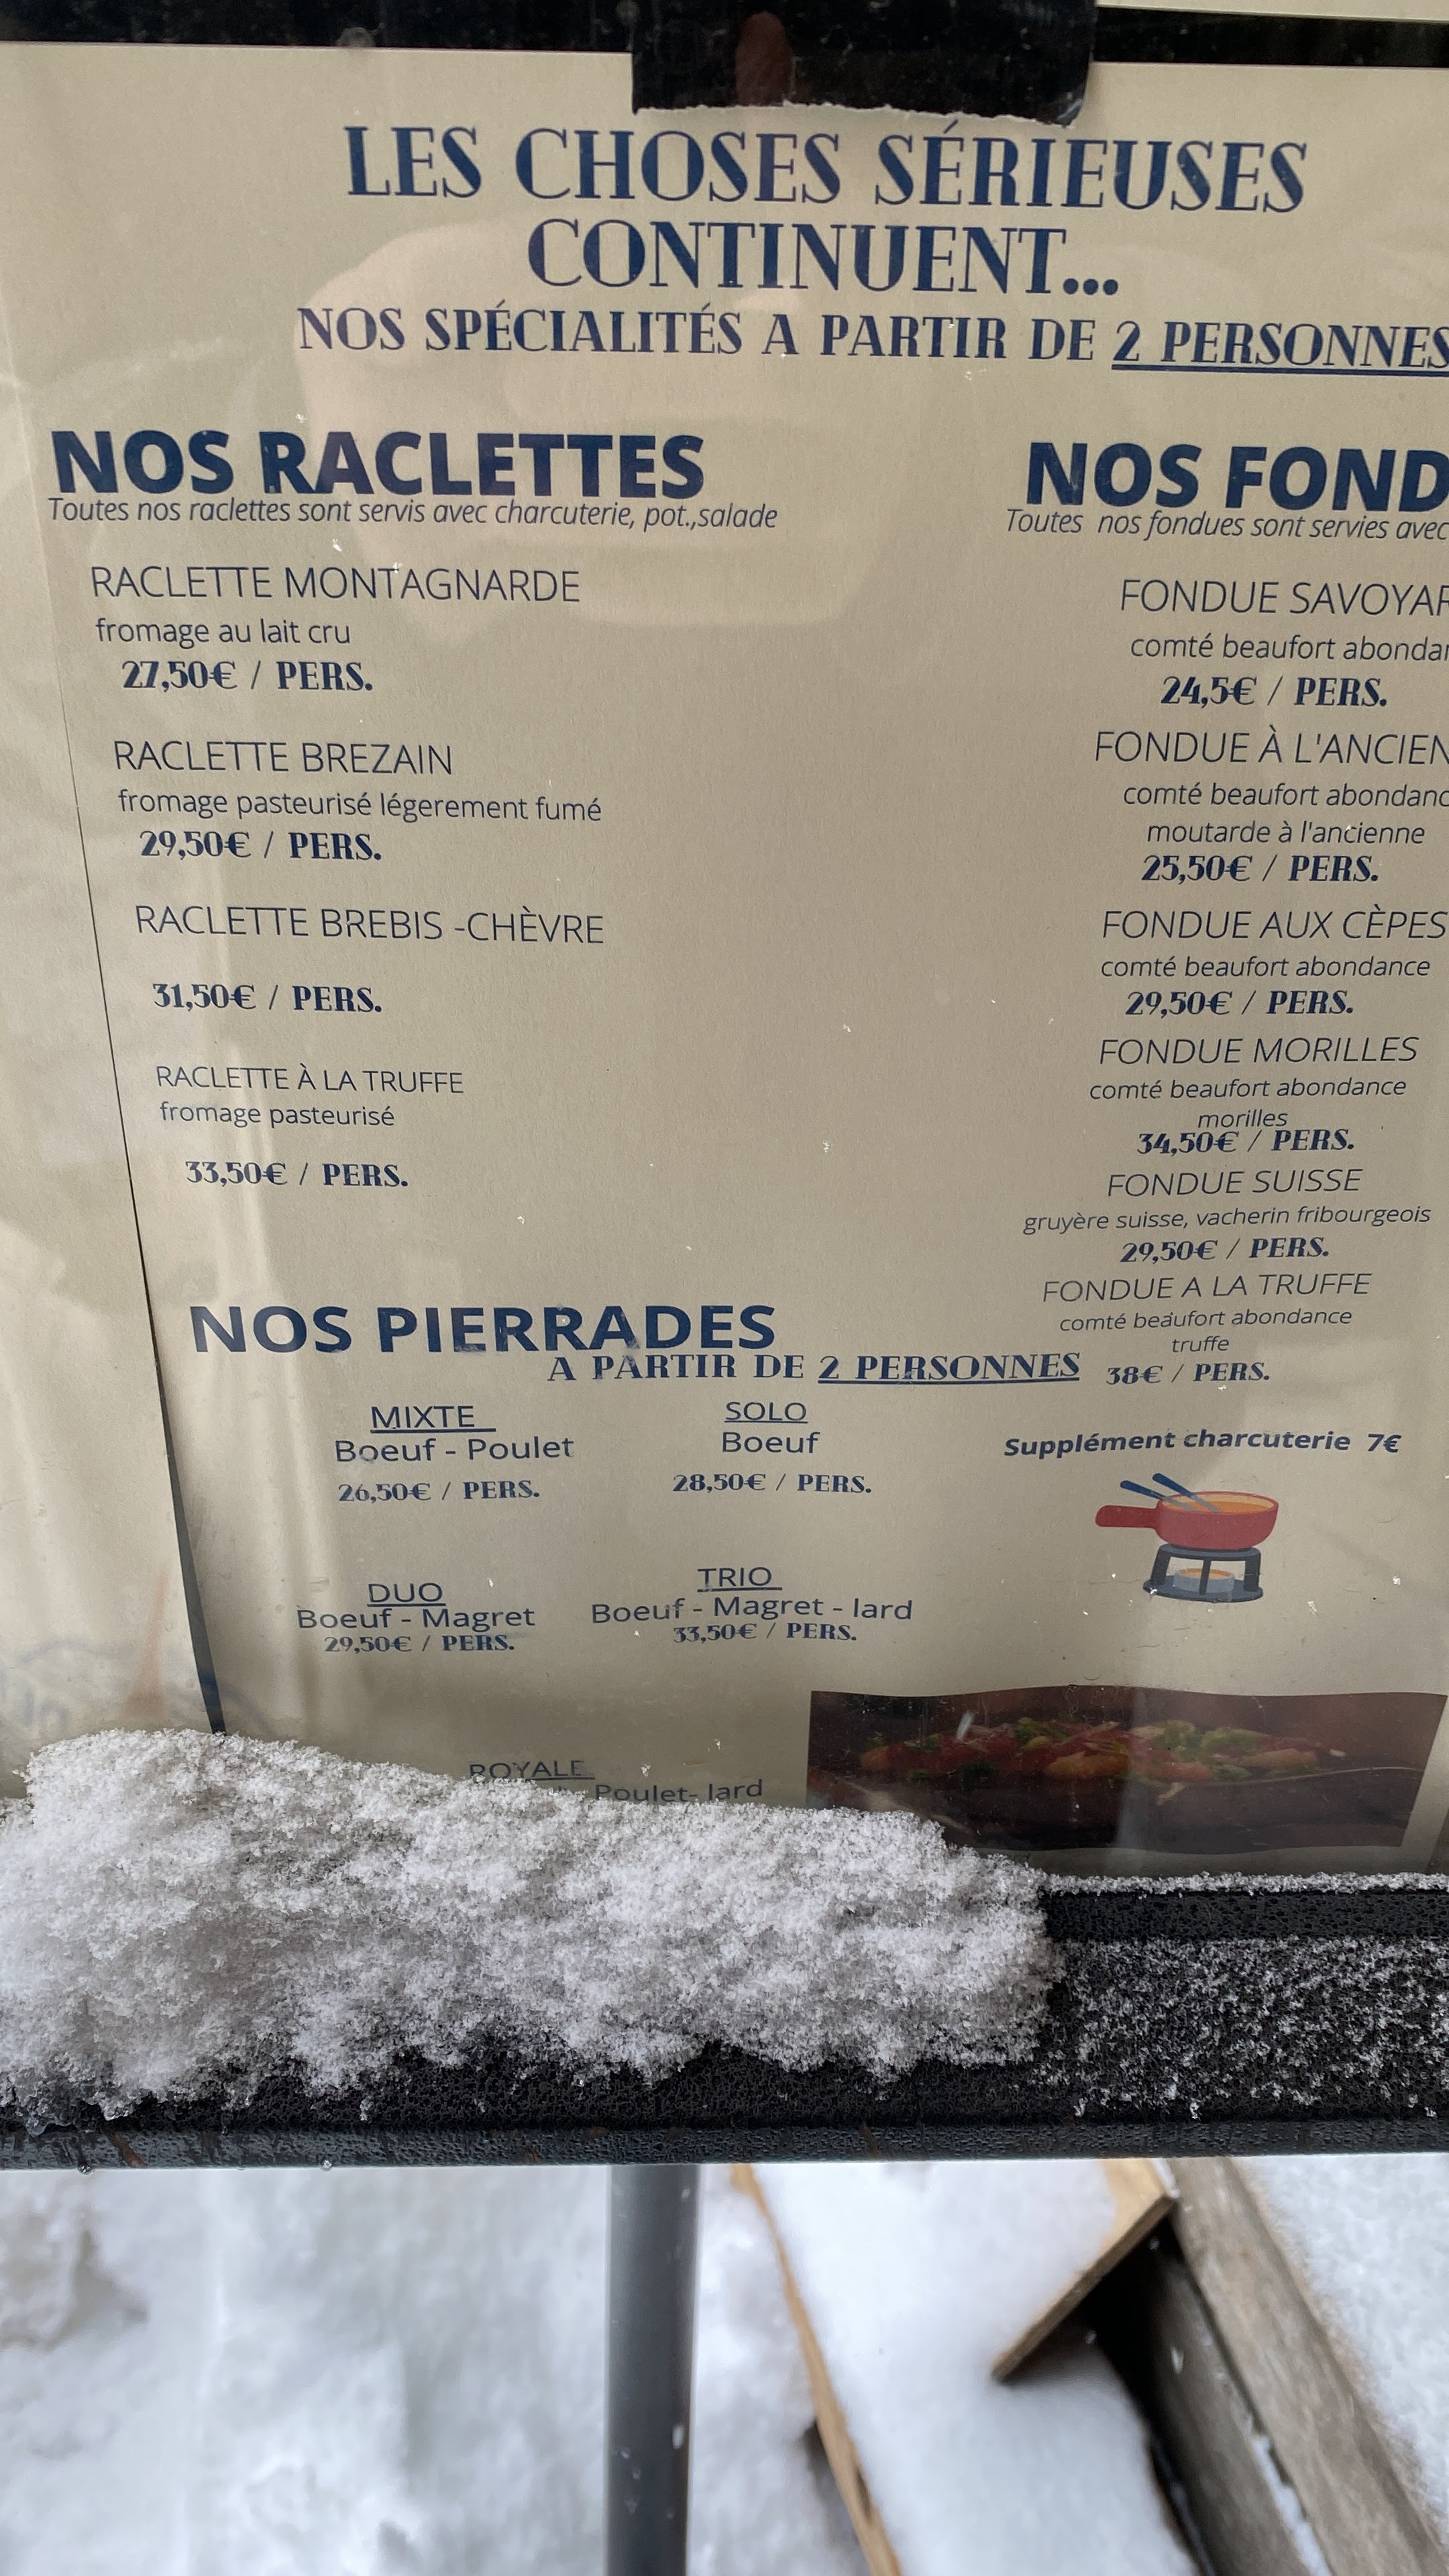 LES CHOSES SÉRIEUSES
CONTINUENT...
NOS SPÉCIALITÉS A PARTIR DE 2 PERSONNES
NOS RACLETTES
Toutes nos raclettes sont servis avec charcuterie, pot.,salade
RACLETTE MONTAGNARDE
fromage au lait cru
27,50€ / PERS.
RACLETTE BREZAIN
fromage pasteurisé légerement fumé
29,50€ / PERS.
RACLETTE BREBIS -CHÈVRE
31,50€ / PERS.
RACLETTE À LA TRUFFE
fromage pasteurisé
33,50€ / PERS.
NOS FOND
Toutes nos fondues sont servies avec
FONDUE SAVOYAR
comté beaufort abondan
24,5€ / PERS.
FONDUE À L'ANCIEN
comté beaufort abondanc
moutarde à l'ancienne
25,50€ / PERS.
FONDUE AUX CÈPES
comté beaufort abondance
29,50€ / PERS.
FONDUE MORILLES
comté beaufort abondance
morilles
34,50€ / PERS.
FONDUE SUISSE
gruyère suisse, vacherin fribourgeois
29,50€ / PERS.
FONDUE A LA TRUFFE
comté beaufort abondance
truffe
38€ / PERS.
Supplément charcuterie 7€
NOS PIERRADES
A PARTIR DE 2 PERSONNES
MIXTE
Boeuf - Poulet
26,50€ / PERS.
SOLO
Boeuf
28,50€ / PERS.
DUO
Boeuf - Magret
29,50€ / PERS.
TRIO
Boeuf - Magret - lard
33,50€ / PERS.
ROYALE
Poulet- lard